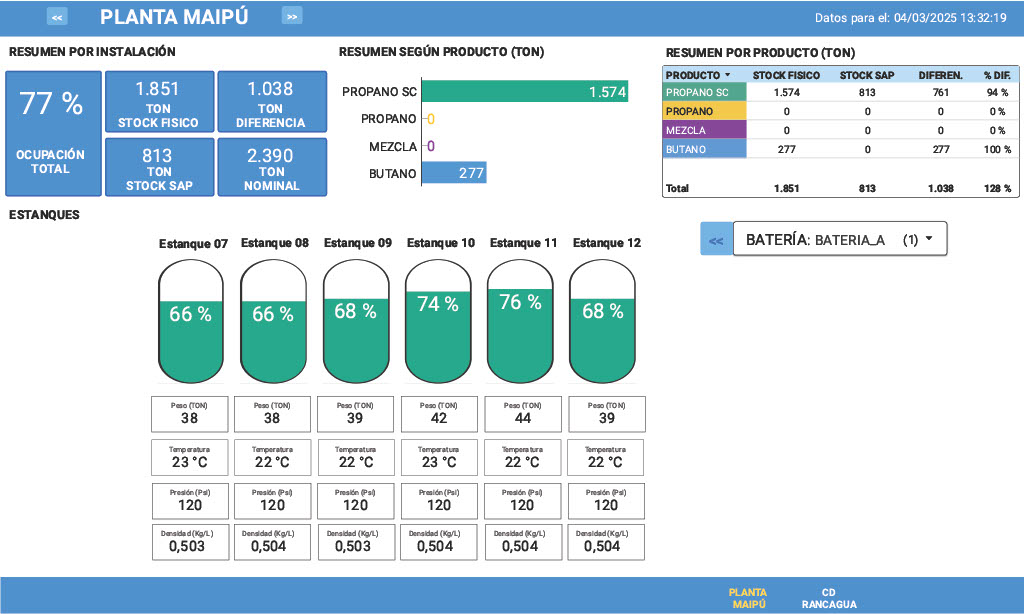 << PLANTA MAIPÚ >> Datos para el: 04/03/2025 13:32:19
RESUMEN POR INSTALACIÓN
77 %
OCUPACIÓN
TOTAL
1.851
TON
STOCK FISICO
1.038
TON
DIFERENCIA
813
TON
STOCK SAP
2.390
TON
NOMINAL
RESUMEN SEGÚN PRODUCTO (TON)
PROPANO SC 1.574
PROPANO 0
MEZCLA 0
BUTANO 277
RESUMEN POR PRODUCTO (TON)
PRODUCTO STOCK FISICO STOCK SAP DIFEREN. % DIF.
PROPANO SC 1.574 813 761 94 %
PROPANO 0 0 0 0 %
MEZCLA 0 0 0 0 %
BUTANO 277 0 277 100 %
Total 1.851 813 1.038 128 %
ESTANQUES
<< BATERÍA: BATERIA_A (1)
Estanque 07 Estanque 08 Estanque 09 Estanque 10 Estanque 11 Estanque 12
66 % 66 % 68 % 74 % 76 % 68 %
Peso (TON) Peso (TON) Peso (TON) Peso (TON) Peso (TON) Peso (TON)
38 38 39 42 44 39
Temperatura Temperatura Temperatura Temperatura Temperatura Temperatura
23 °C 22 °C 22 °C 23 °C 22 °C 22 °C
Presión (Psi) Presión (Psi) Presión (Psi) Presión (Psi) Presión (Psi) Presión (Psi)
120 120 120 120 120 120
Densidad (Kg/L) Densidad (Kg/L) Densidad (Kg/L) Densidad (Kg/L) Densidad (Kg/L) Densidad (Kg/L)
0,503 0,504 0,503 0,504 0,504 0,504
PLANTA
MAIPÚ
CD
RANCAGUA